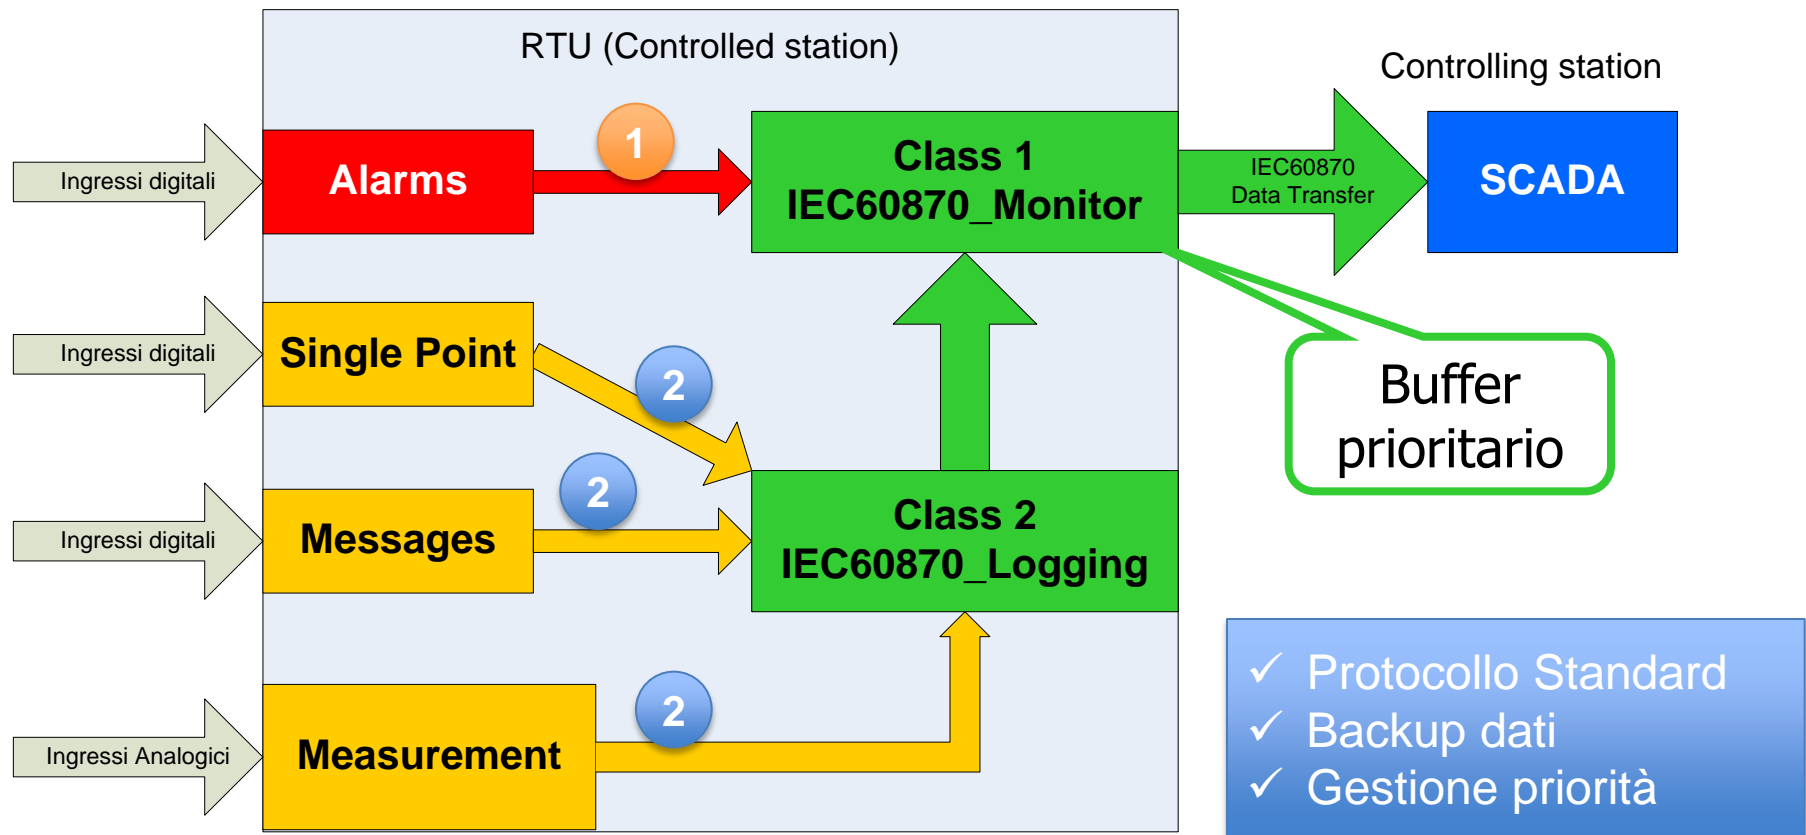 RTU (Controlled station)
Controlling station
Ingressi digitali
Alarms
1
Class 1
IEC60870_Monitor
IEC60870
Data Transfer
SCADA
Ingressi digitali
Single Point
2
Buffer
prioritario
Ingressi digitali
Messages
2
Class 2
IEC60870_Logging
Ingressi Analogici
Measurement
2
✓ Protocollo Standard
✓ Backup dati
✓ Gestione priorità